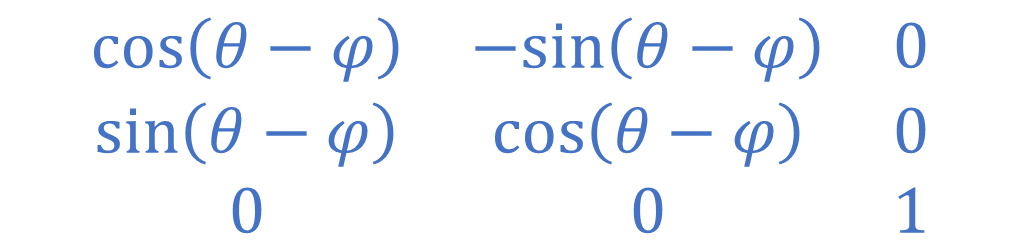 cos(θ − φ) −sin(θ − φ) 0
sin(θ − φ) cos(θ − φ) 0
0 0 1